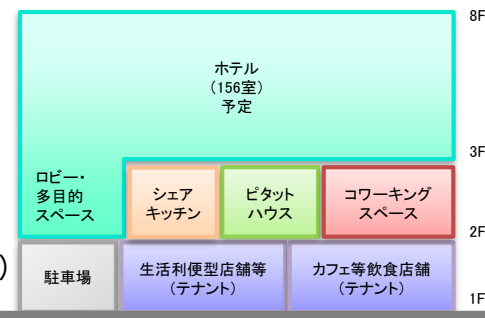 8F
ホテル
(156室)
予定
3F
ロビー・
多目的
スペース
シェア
キッチン
ピタット
ハウス
コワーキング
スペース
2F
)
駐車場
生活利便型店舗等
(テナント)
カフェ等飲食店舗
(テナント)
1F